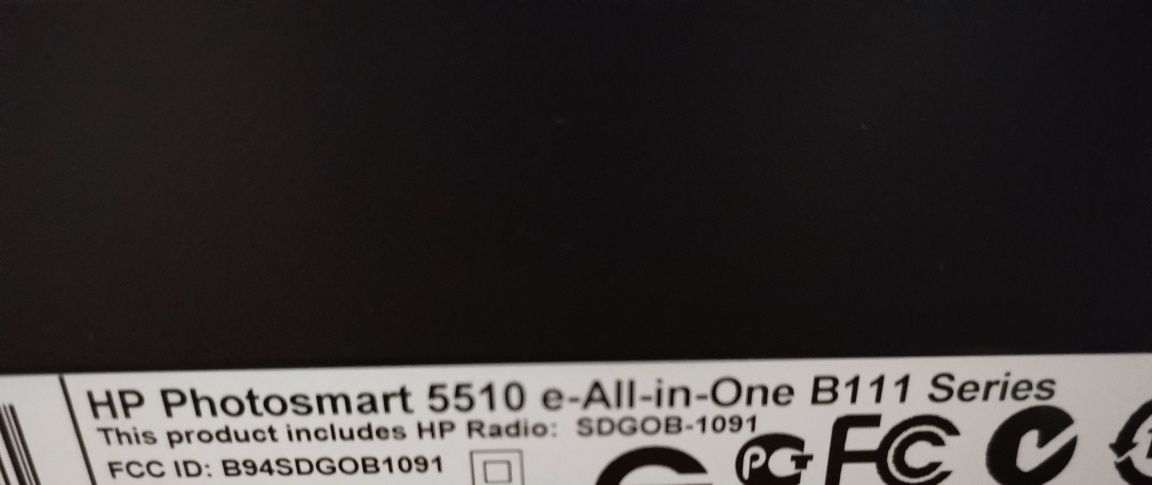 HP Photosmart 5510 e-All-in-One B111 Series
This product includes HP Radio: SDGOB-1091
FCC ID: B94SDGOB1091